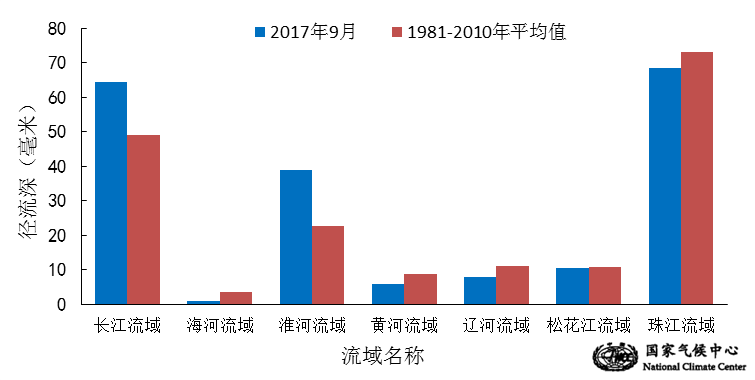 2017年9月 1981-2010年平均值
径流深（毫米）
80
70
60
50
40
30
20
10
0
长江流域 海河流域 淮河流域 黄河流域 辽河流域 松花江流域 珠江流域
流域名称
国家气候中心
National Climate Center